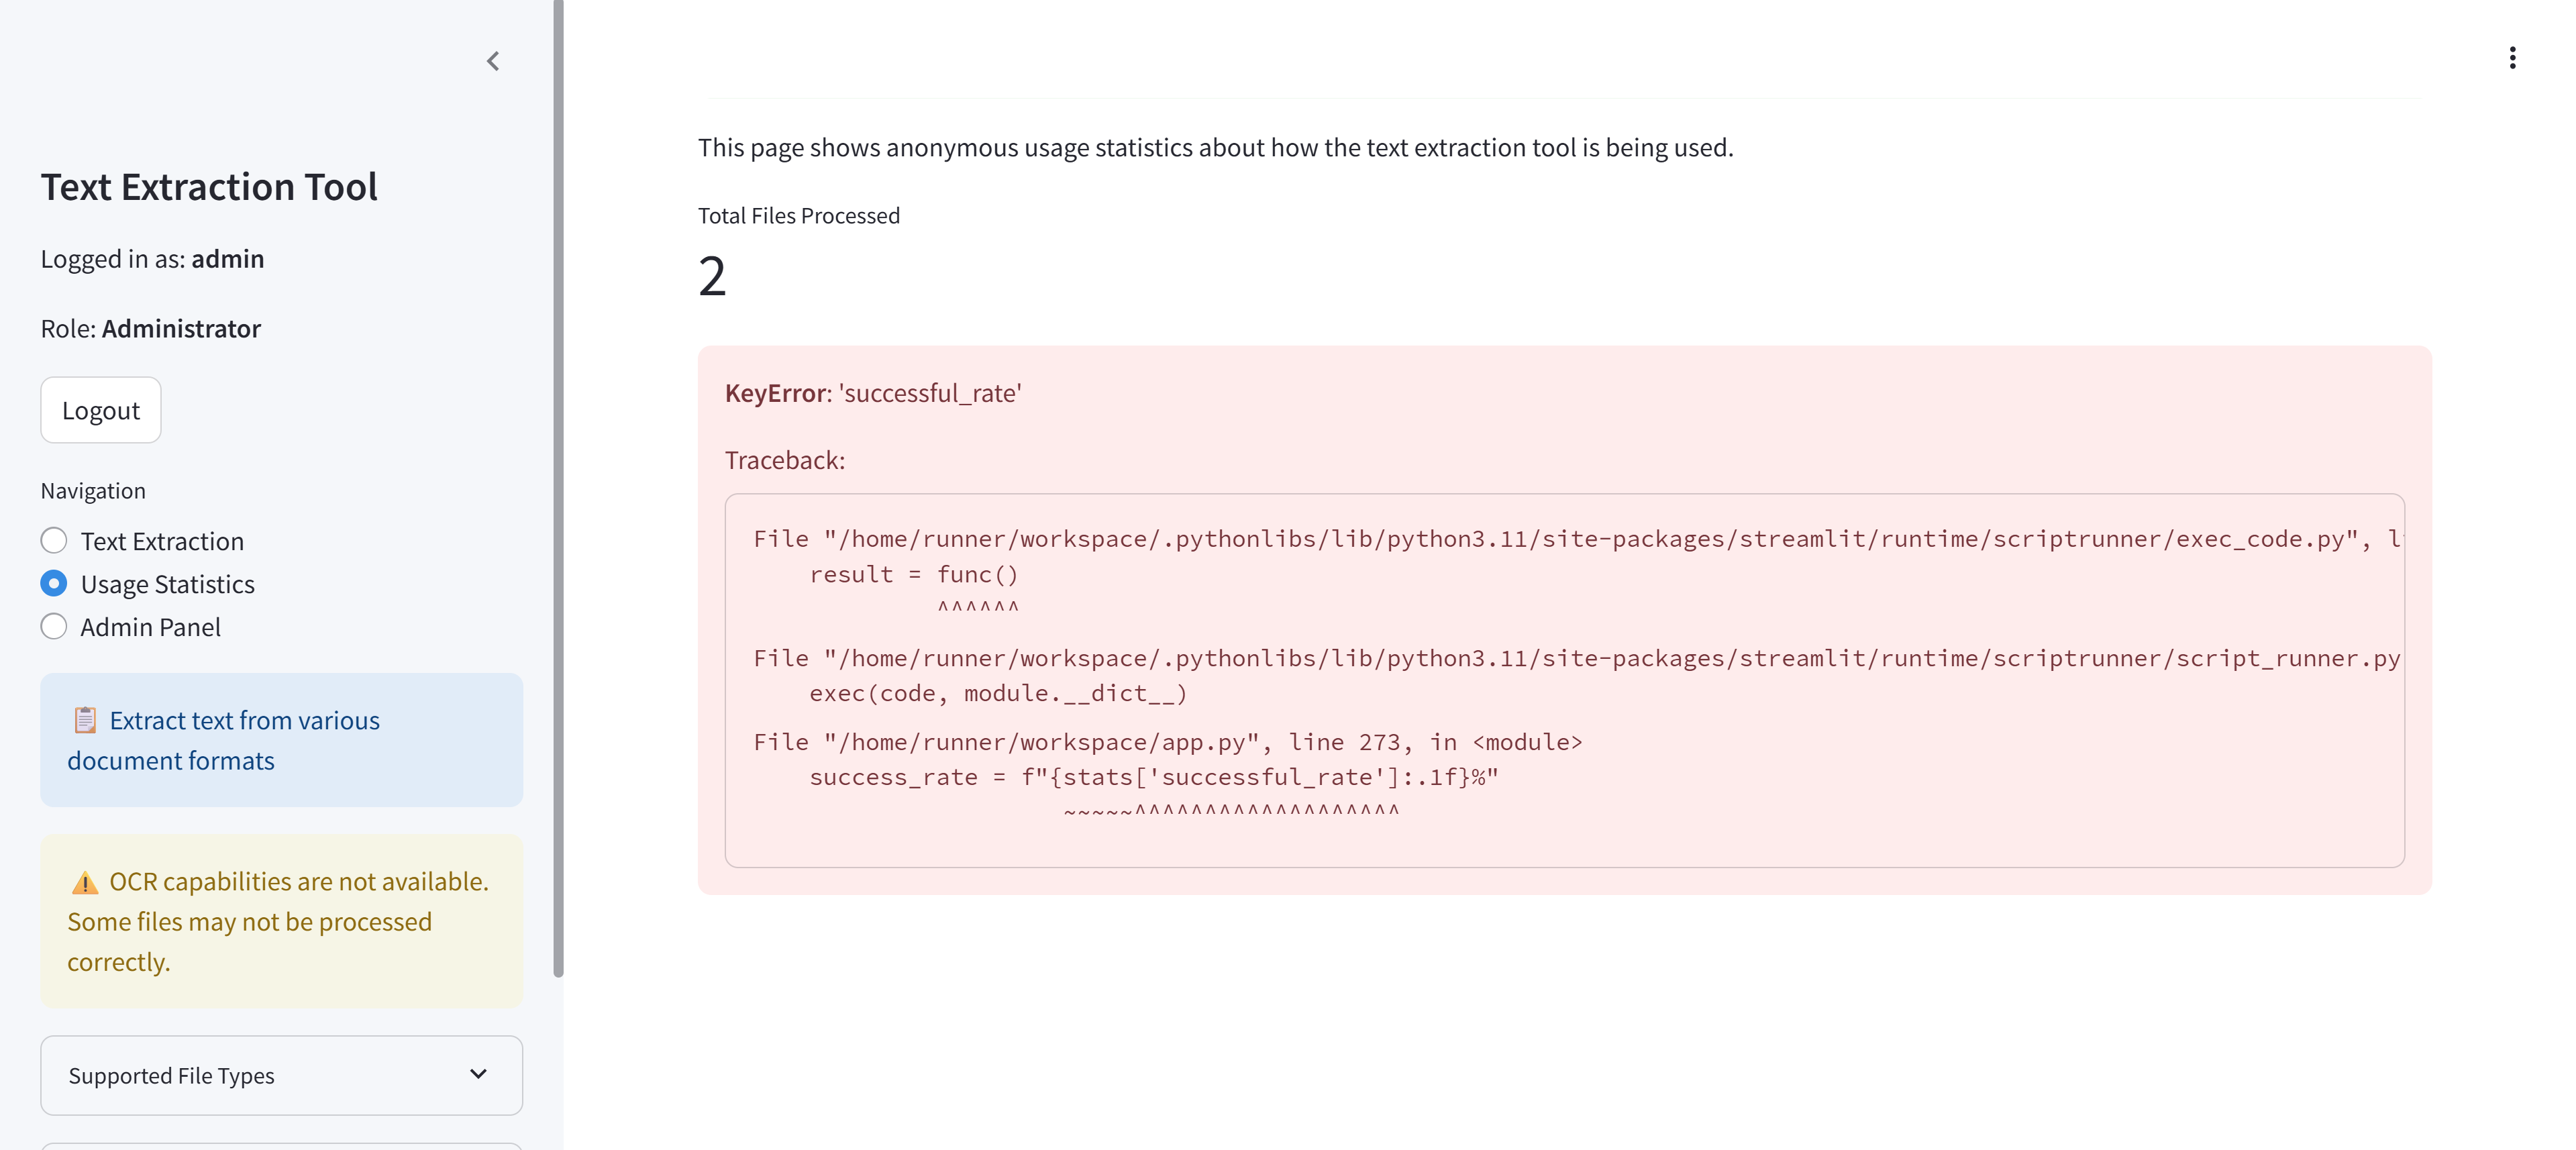 Text Extraction Tool
Logged in as: admin
Role: Administrator
Logout
Navigation
Text Extraction
Usage Statistics
Admin Panel
📋 Extract text from various
document formats
⚠️ OCR capabilities are not available.
Some files may not be processed
correctly.
Supported File Types
This page shows anonymous usage statistics about how the text extraction tool is being used.
Total Files Processed
2
KeyError: 'successful_rate'
Traceback:
File "/home/runner/workspace/.pythonlibs/lib/python3.11/site-packages/streamlit/runtime/scriptrunner/exec_code.py", l
    result = func()
             ^^^^^^
File "/home/runner/workspace/.pythonlibs/lib/python3.11/site-packages/streamlit/runtime/scriptrunner/script_runner.py
    exec(code, module.__dict__)
File "/home/runner/workspace/app.py", line 273, in <module>
    success_rate = f"{stats['successful_rate']:.1f}%"
                      ~~~~~^^^^^^^^^^^^^^^^^^^